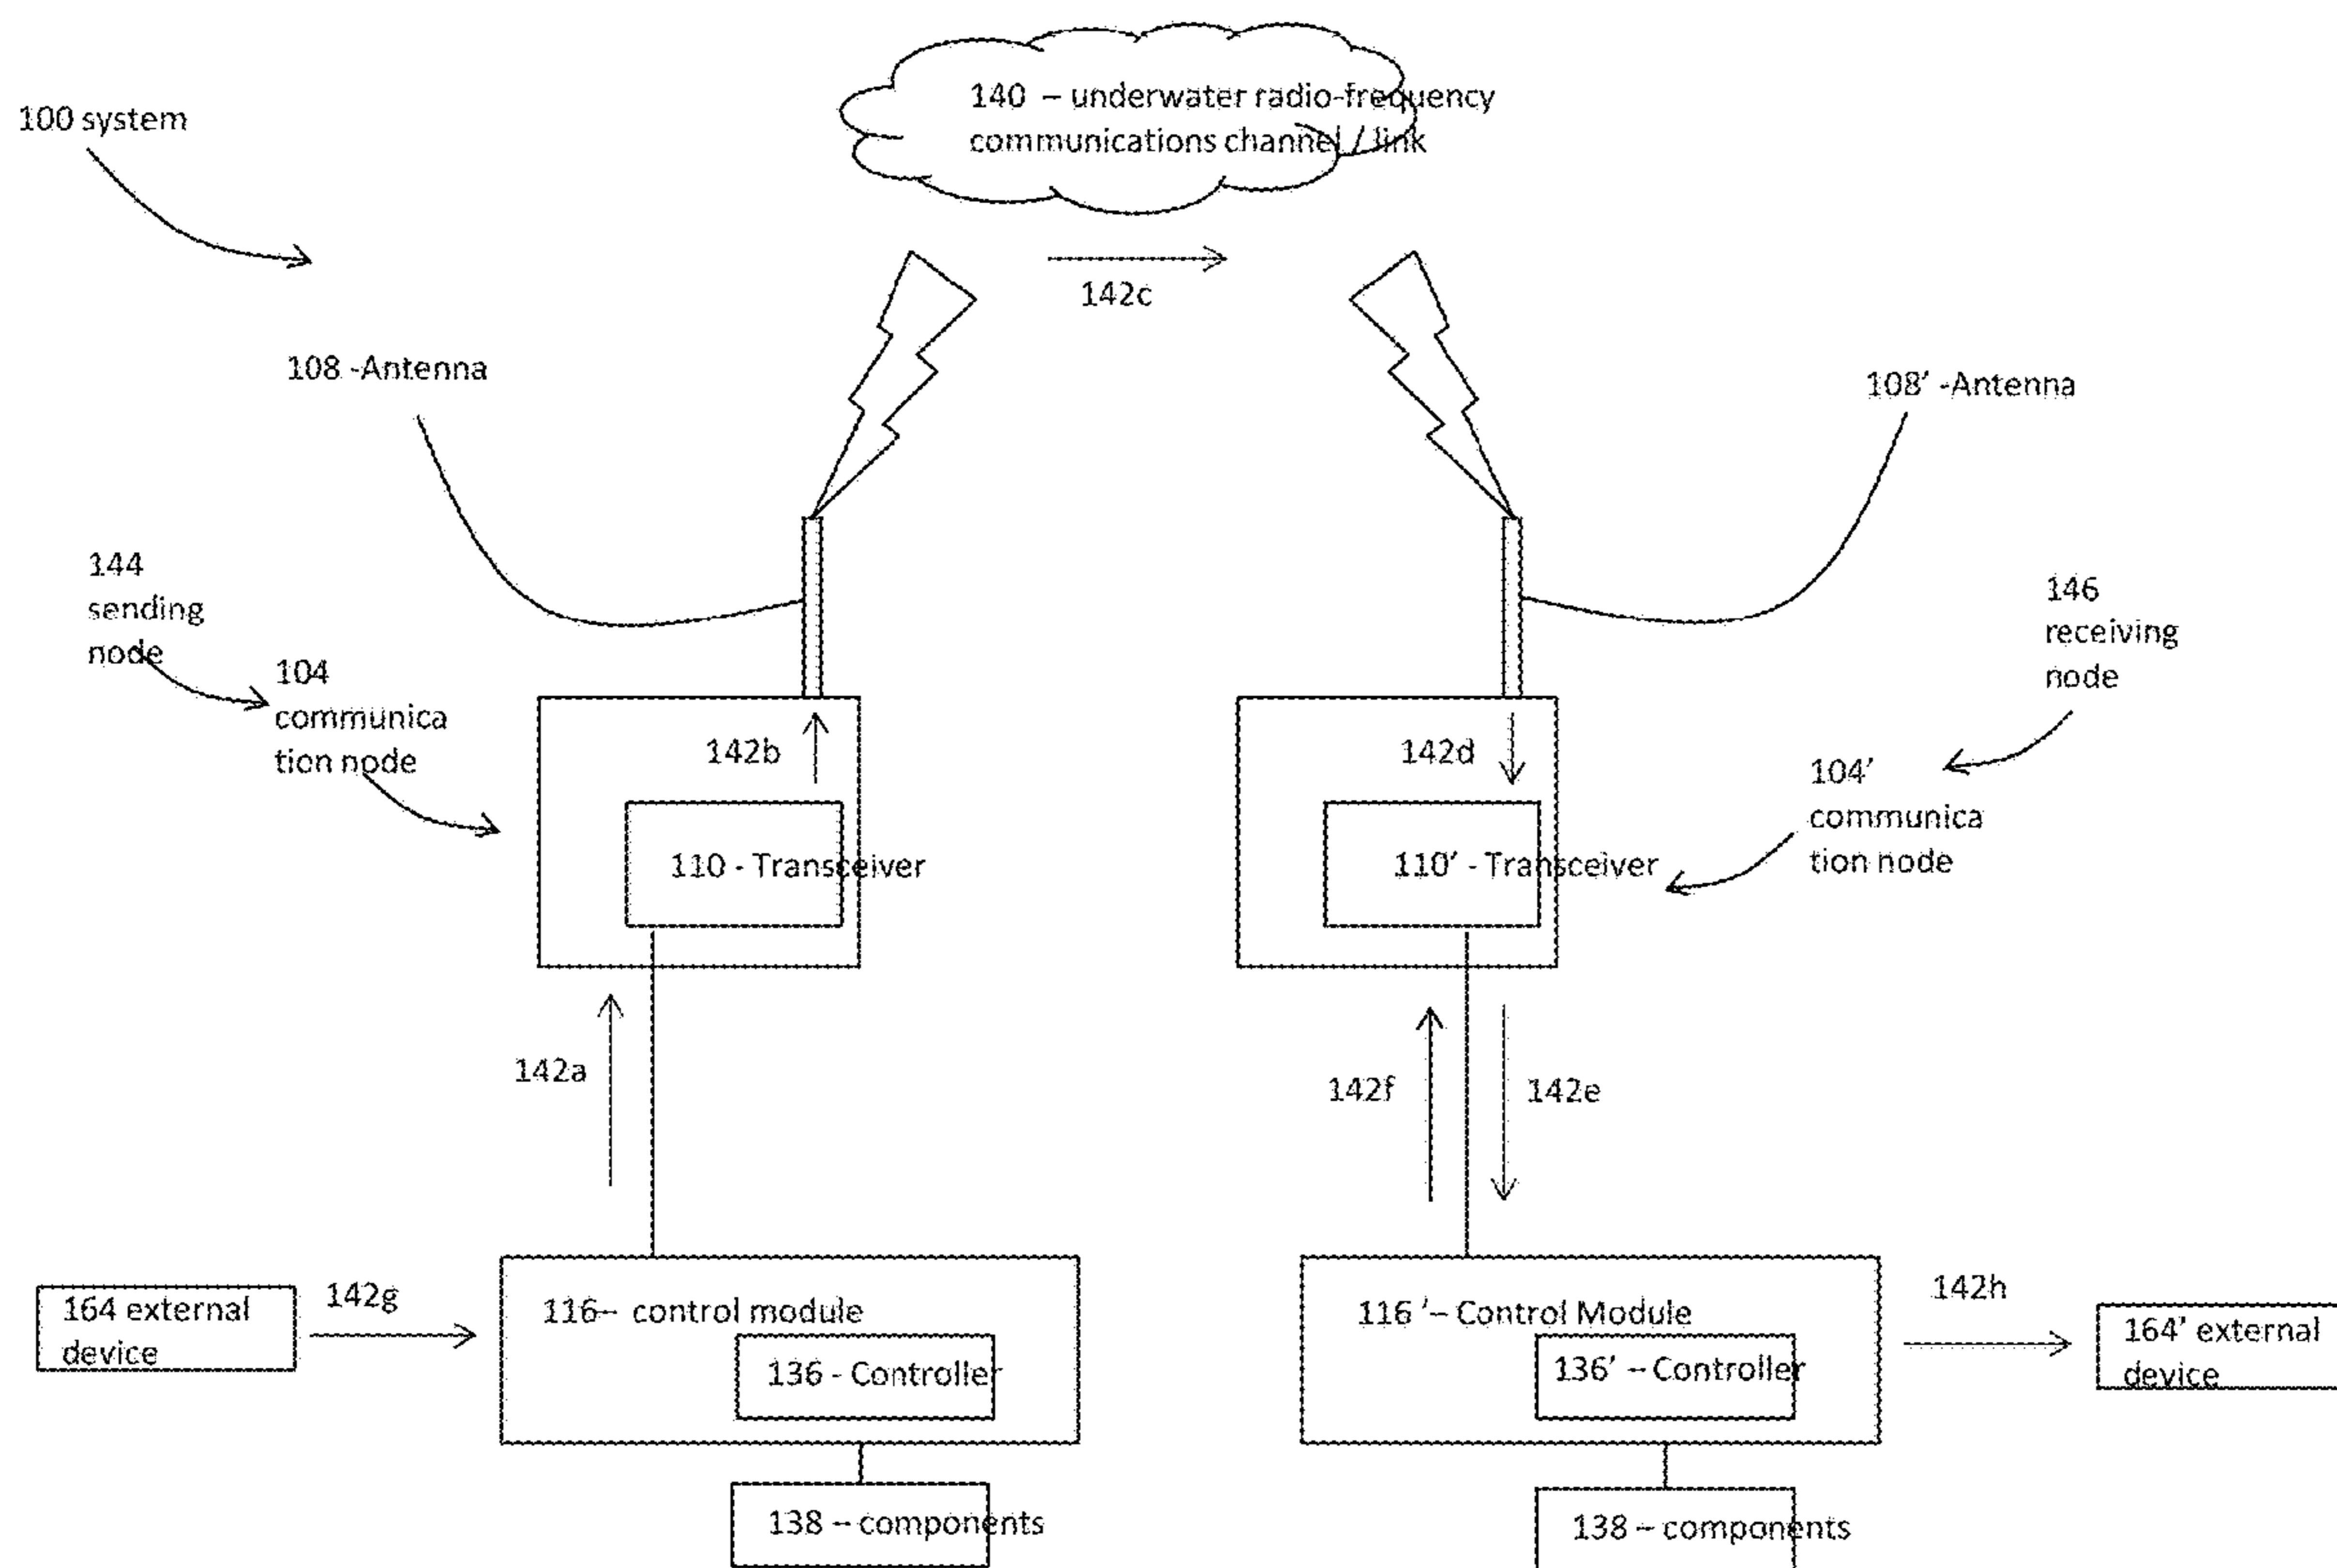 140 – underwater radio-frequency
communications channel / link
100 system
142c
108 -Antenna
108' -Antenna
144
sending
node
146
receiving
node
104
communica
tion node
142b
142d
104'
communica
tion node
110 - Transceiver
110' - Transceiver
142a
142f
142e
142g
142h
164 external
device
116– control module
116 '– Control Module
164' external
device
136 - Controller
136' – Controller
138 – components
138 – components